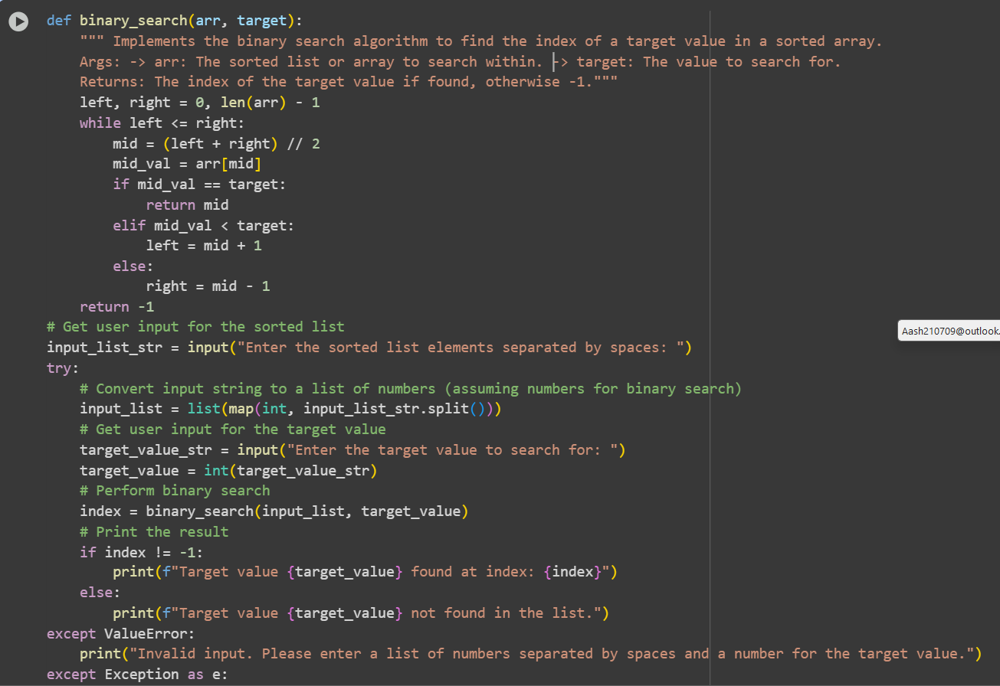 def binary_search(arr, target):
    """ Implements the binary search algorithm to find the index of a target value in a sorted array.
    Args: -> arr: The sorted list or array to search within. -> target: The value to search for.
    Returns: The index of the target value if found, otherwise -1."""
    left, right = 0, len(arr) - 1
    while left <= right:
        mid = (left + right) // 2
        mid_val = arr[mid]
        if mid_val == target:
            return mid
        elif mid_val < target:
            left = mid + 1
        else:
            right = mid - 1
    return -1
# Get user input for the sorted list
input_list_str = input("Enter the sorted list elements separated by spaces: ")
try:
    # Convert input string to a list of numbers (assuming numbers for binary search)
    input_list = list(map(int, input_list_str.split()))
    # Get user input for the target value
    target_value_str = input("Enter the target value to search for: ")
    target_value = int(target_value_str)
    # Perform binary search
    index = binary_search(input_list, target_value)
    # Print the result
    if index != -1:
        print(f"Target value {target_value} found at index: {index}")
    else:
        print(f"Target value {target_value} not found in the list.")
except ValueError:
    print("Invalid input. Please enter a list of numbers separated by spaces and a number for the target value.")
except Exception as e:
Aash210709@outlook.